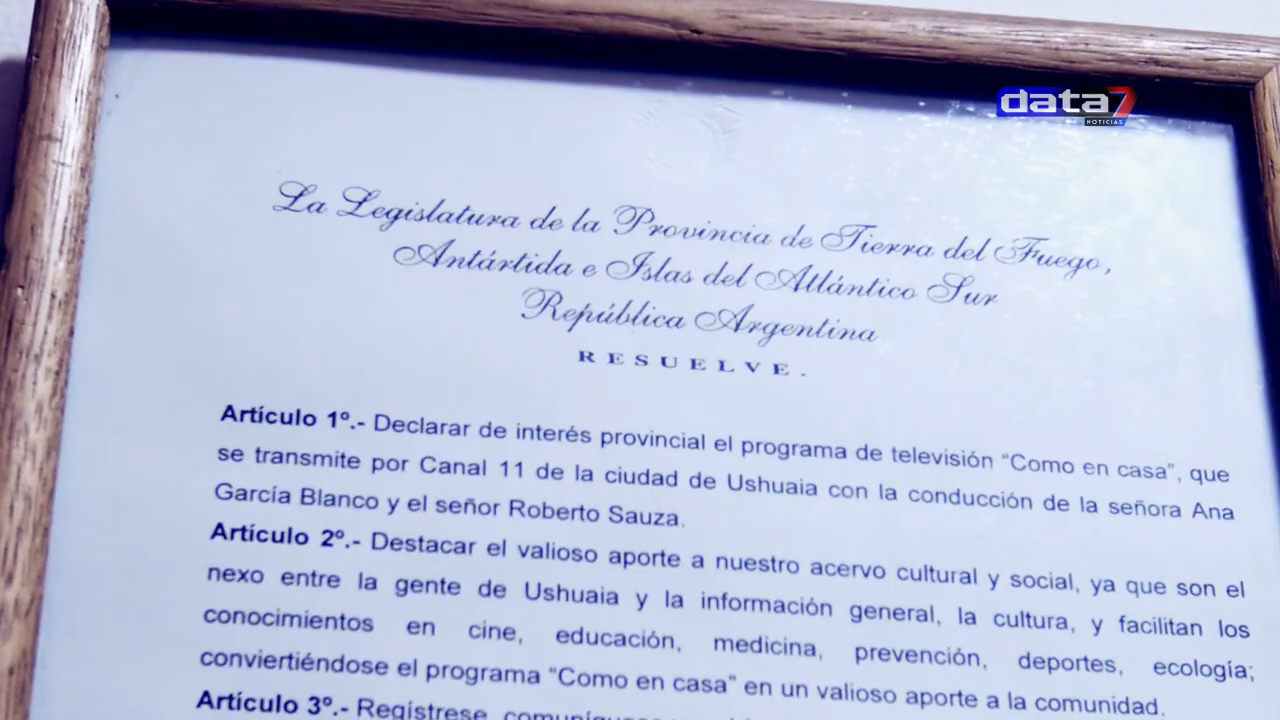 data7
NOTICIAS
La Legislatura de la Provincia de Tierra del Fuego,
Antártida e Islas del Atlántico Sur
República Argentina
RESUELVE.
Artículo 1º.- Declarar de interés provincial el programa de televisión “Como en casa”, que
se transmite por Canal 11 de la ciudad de Ushuaia con la conducción de la señora Ana
García Blanco y el señor Roberto Sauza.
Artículo 2º.- Destacar el valioso aporte a nuestro acervo cultural y social, ya que son el
nexo entre la gente de Ushuaia y la información general, la cultura, y facilitan los
conocimientos en cine, educación, medicina, prevención, deportes, ecología;
conviertiéndose el programa “Como en casa” en un valioso aporte a la comunidad.
Artículo 3º.- Regístrese,